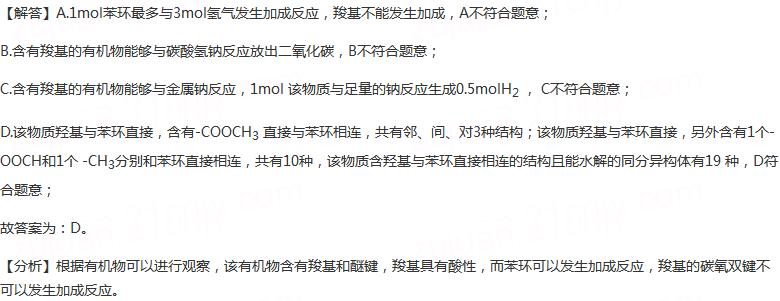 【解答】A.1mol苯环最多与3mol氢气发生加成反应，羧基不能发生加成，A不符合题意；
B.含有羧基的有机物能够与碳酸氢钠反应放出二氧化碳，B不符合题意；
C.含有羧基的有机物能够与金属钠反应，1mol 该物质与足量的钠反应生成0.5molH2 ， C不符合题意；
D.该物质羟基与苯环直接，含有-COOCH3 直接与苯环相连，共有邻、间、对3种结构；该物质羟基与苯环直接，另外含有1个-
OOCH和1个 -CH3分别和苯环直接相连，共有10种，该物质含羟基与苯环直接相连的结构且能水解的同分异构体有19 种，D符
合题意；
故答案为：D。
【分析】根据有机物可以进行观察，该有机物含有羧基和醚键，羧基具有酸性，而苯环可以发生加成反应，羧基的碳氧双键不
可以发生加成反应。